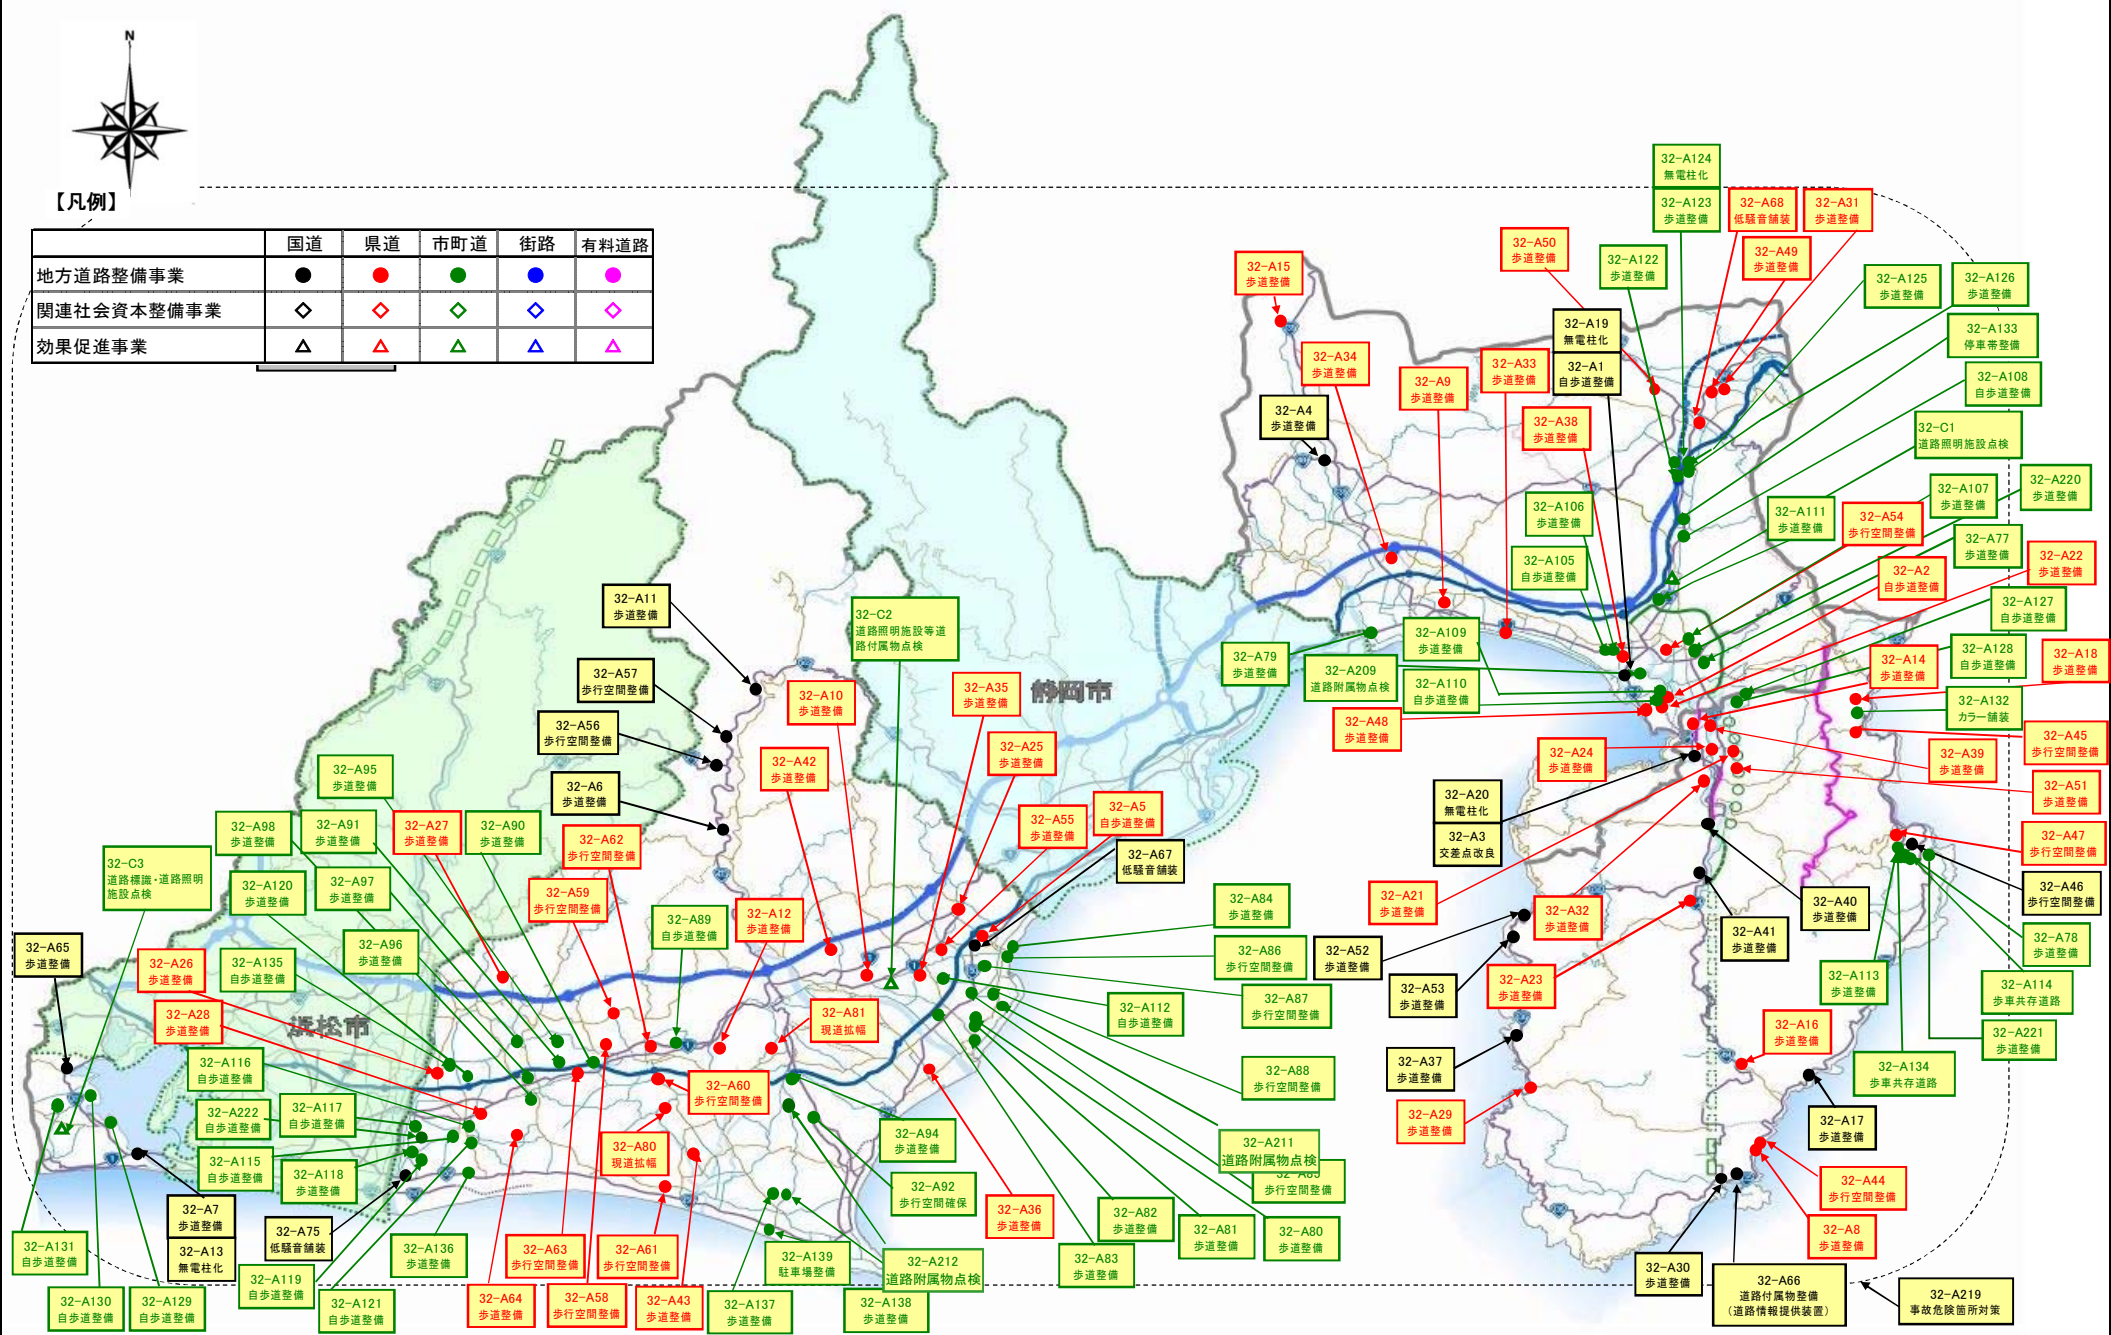 N
【凡例】
国道 県道 市町道 街路 有料道路
地方道路整備事業
関連社会資本整備事業
効果促進事業
静岡市
浜松市
32-A124
無電柱化
32-A123
歩道整備
32-A68
低騒音舗装
32-A31
歩道整備
32-A50
歩道整備
32-A122
歩道整備
32-A49
歩道整備
32-A15
歩道整備
32-A125
歩道整備
32-A126
歩道整備
32-A19
無電柱化
32-A1
自歩道整備
32-A133
停車帯整備
32-A34
歩道整備
32-A9
歩道整備
32-A33
歩道整備
32-A108
自歩道整備
32-A4
歩道整備
32-A38
歩道整備
32-C1
道路照明施設点検
32-A106
歩道整備
32-A111
歩道整備
32-A54
歩行空間整備
32-A107
歩道整備
32-A220
歩道整備
32-A105
自歩道整備
32-A77
歩道整備
32-A2
自歩道整備
32-A22
歩道整備
32-A127
自歩道整備
32-A11
歩道整備
32-C2
道路照明施設等道
路付属物点検
32-A79
歩道整備
32-A109
歩道整備
32-A209
道路附属物点検
32-A110
自歩道整備
32-A48
歩道整備
32-A14
歩道整備
32-A128
自歩道整備
32-A18
歩道整備
32-A132
カラー舗装
32-A57
歩行空間整備
32-A10
歩道整備
32-A35
歩道整備
32-A56
歩行空間整備
32-A42
歩道整備
32-A25
歩道整備
32-A24
歩道整備
32-A39
歩道整備
32-A45
歩行空間整備
32-A51
歩道整備
32-A95
歩道整備
32-A6
歩道整備
32-A20
無電柱化
32-A3
交差点改良
32-A98
歩道整備
32-A91
歩道整備
32-A27
歩道整備
32-A90
歩道整備
32-A62
歩行空間整備
32-A55
歩道整備
32-A5
自歩道整備
32-A67
低騒音舗装
32-A47
歩行空間整備
32-C3
道路標識・道路照明
施設点検
32-A120
歩道整備
32-A97
歩道整備
32-A59
歩行空間整備
32-A89
自歩道整備
32-A12
歩道整備
32-A84
歩道整備
32-A21
歩道整備
32-A32
歩道整備
32-A40
歩道整備
32-A46
歩行空間整備
32-A65
歩道整備
32-A26
歩道整備
32-A135
自歩道整備
32-A96
歩道整備
32-A86
歩行空間整備
32-A52
歩道整備
32-A41
歩道整備
32-A78
歩道整備
32-A28
歩道整備
32-A81
現道拡幅
32-A112
自歩道整備
32-A87
歩行空間整備
32-A53
歩道整備
32-A23
歩道整備
32-A113
歩道整備
32-A114
歩車共存道路
32-A116
自歩道整備
32-A60
歩行空間整備
32-A88
歩行空間整備
32-A37
歩道整備
32-A16
歩道整備
32-A221
歩道整備
32-A134
歩車共存道路
32-A222
自歩道整備
32-A117
自歩道整備
32-A29
歩道整備
32-A17
歩道整備
32-A115
自歩道整備
32-A118
歩道整備
32-A80
現道拡幅
32-A94
歩道整備
32-A211
道路附属物点検
歩行空間整備
32-A7
歩道整備
32-A13
無電柱化
32-A75
低騒音舗装
32-A92
歩行空間確保
32-A36
歩道整備
32-A82
歩道整備
32-A81
歩道整備
32-A80
歩道整備
32-A44
歩行空間整備
32-A8
歩道整備
32-A131
自歩道整備
32-A136
歩道整備
32-A63
歩行空間整備
32-A61
歩行空間整備
32-A139
駐車場整備
32-A212
道路附属物点検
32-A83
歩道整備
32-A130
自歩道整備
32-A129
自歩道整備
32-A119
自歩道整備
32-A121
自歩道整備
32-A64
歩道整備
32-A58
歩行空間整備
32-A43
歩道整備
32-A137
歩道整備
32-A138
歩道整備
32-A30
歩道整備
32-A66
道路付属物整備
（道路情報提供装置）
32-A219
事故危険箇所対策